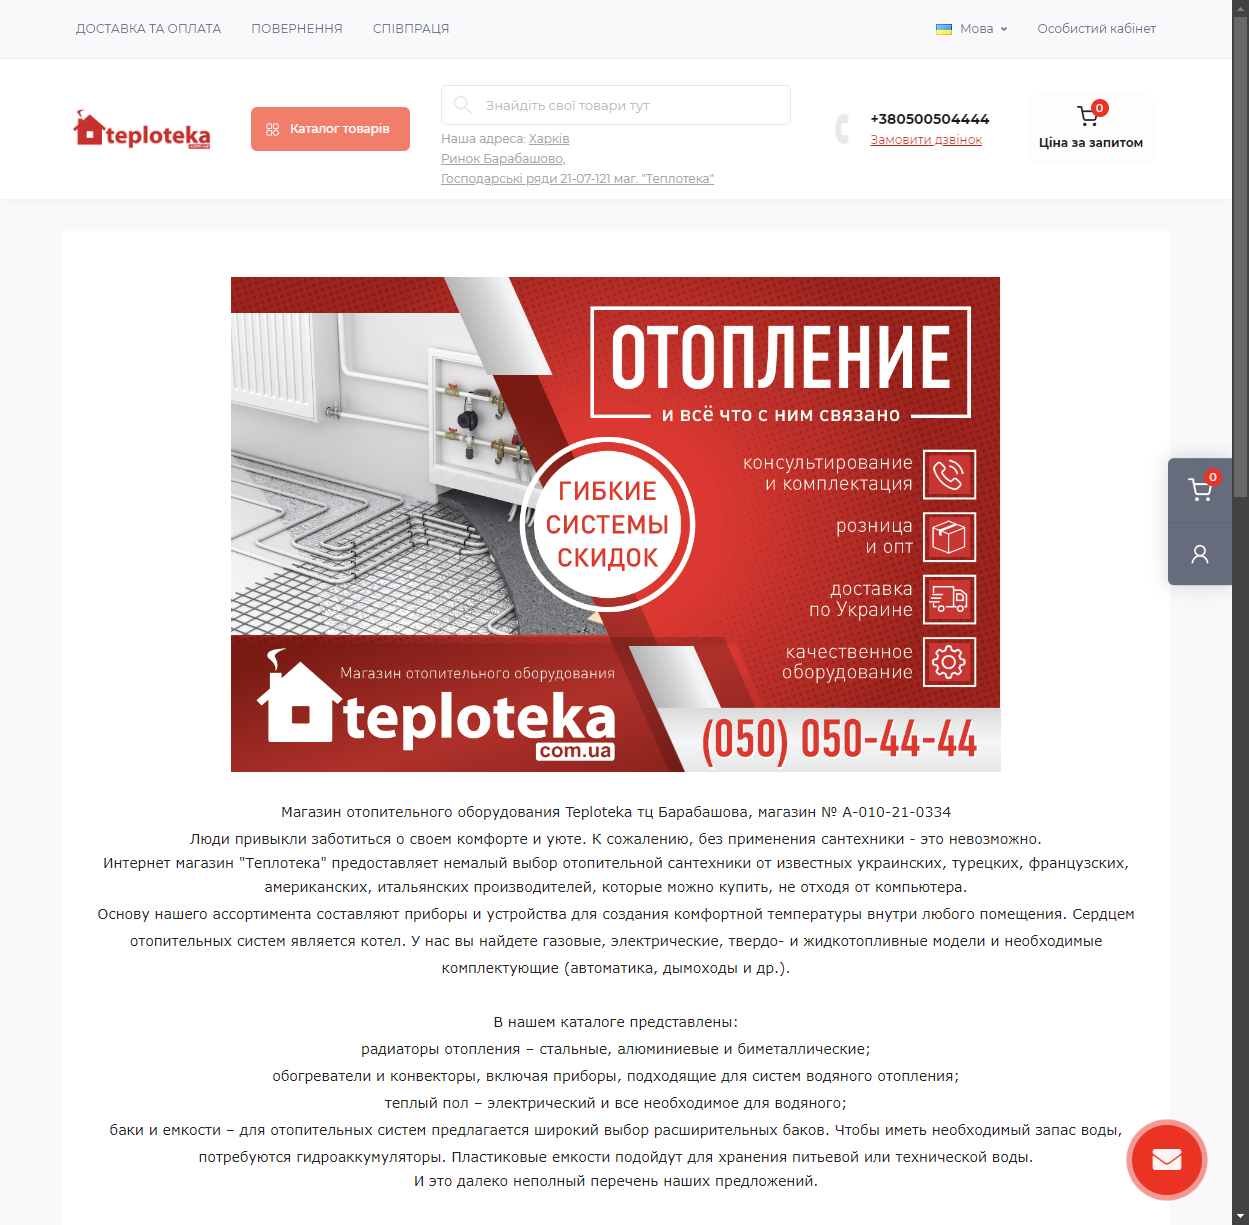 ДОСТАВКА ТА ОПЛАТА
ПОВЕРНЕННЯ
СПІВПРАЦЯ
Мова
Особистий кабінет
teploteka
com.ua
Каталог товарів
Знайдіть свої товари тут
Наша адреса: Харків
Ринок Барабашово,
Господарські ряди 21-07-121 маг. "Теплотека"
+380500504444
Замовити дзвінок
0
Ціна за запитом
ОТОПЛЕНИЕ
и всё что с ним связано
ГИБКИЕ
СИСТЕМЫ
СКИДОК
консультирование
и комплектация
розница
и опт
доставка
по Украине
качественное
оборудование
Магазин отопительного оборудования
teploteka
com.ua
(050) 050-44-44
0
Магазин отопительного оборудования Teploteka тц Барабашова, магазин № А-010-21-0334
Люди привыкли заботиться о своем комфорте и уюте. К сожалению, без применения сантехники - это невозможно.
Интернет магазин "Теплотека" предоставляет немалый выбор отопительной сантехники от известных украинских, турецких, французских,
американских, итальянских производителей, которые можно купить, не отходя от компьютера.
Основу нашего ассортимента составляют приборы и устройства для создания комфортной температуры внутри любого помещения. Сердцем
отопительных систем является котел. У нас вы найдете газовые, электрические, твердо- и жидкотопливные модели и необходимые
комплектующие (автоматика, дымоходы и др.).
В нашем каталоге представлены:
радиаторы отопления – стальные, алюминиевые и биметаллические;
обогреватели и конвекторы, включая приборы, подходящие для систем водяного отопления;
теплый пол – электрический и все необходимое для водяного;
баки и емкости – для отопительных систем предлагается широкий выбор расширительных баков. Чтобы иметь необходимый запас воды,
потребуются гидроаккумуляторы. Пластиковые емкости подойдут для хранения питьевой или технической воды.
И это далеко неполный перечень наших предложений.